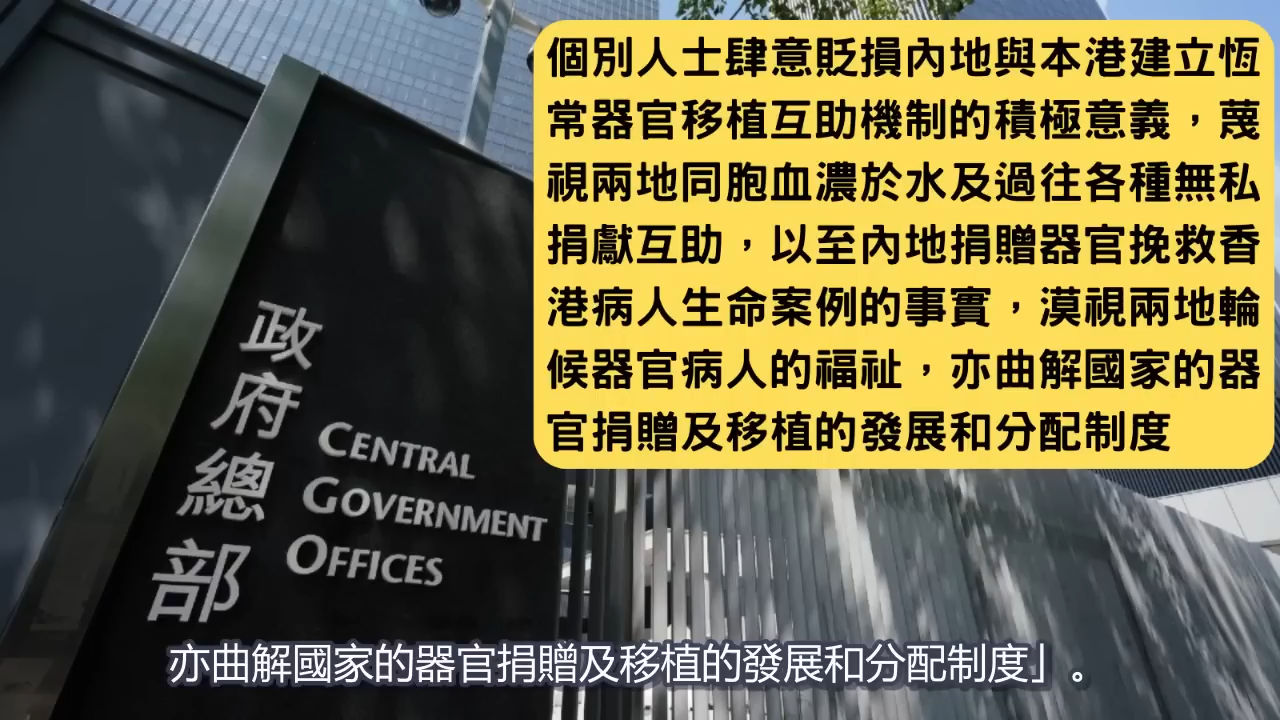 個別人士肆意貶損內地與本港建立恆
常器官移植互助機制的積極意義，蔑
視兩地同胞血濃於水及過往各種無私
捐獻互助，以至內地捐贈器官挽救香
港病人生命案例的事實，漠視兩地輪
候器官病人的福祉，亦曲解國家的器
官捐贈及移植的發展和分配制度
政府總部
CENTRAL
GOVERNMENT
OFFICES
亦曲解國家的器官捐贈及移植的發展和分配制度」。